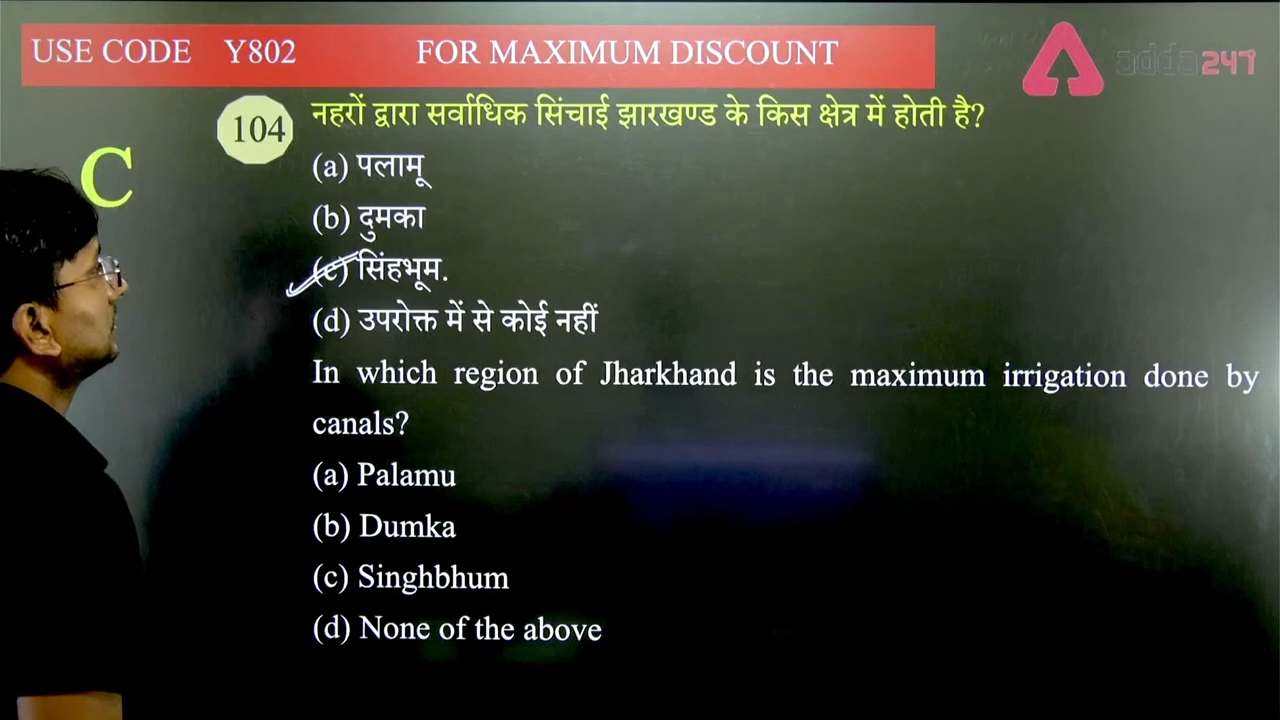 USE CODE Y802 FOR MAXIMUM DISCOUNT
adda247
104 नहरों द्वारा सर्वाधिक सिंचाई झारखण्ड के किस क्षेत्र में होती है?
C
(a) पलामू
(b) दुमका
(c) सिंहभूम.
(d) उपरोक्त में से कोई नहीं
In which region of Jharkhand is the maximum irrigation done by
canals?
(a) Palamu
(b) Dumka
(c) Singhbhum
(d) None of the above